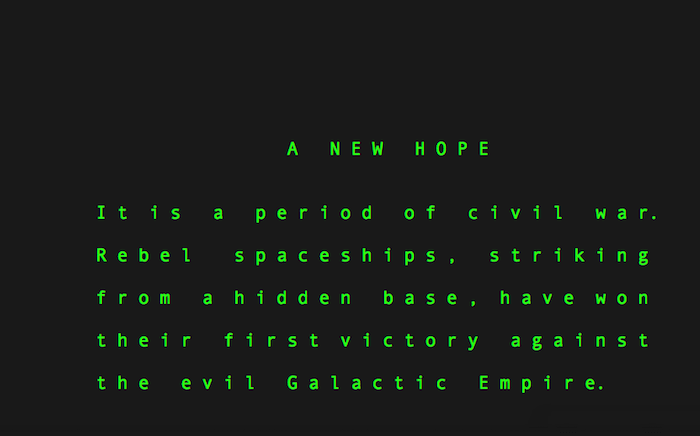 A NEW HOPE
It is a period of civil war.
Rebel spaceships, striking
from a hidden base, have won
their first victory against
the evil Galactic Empire.